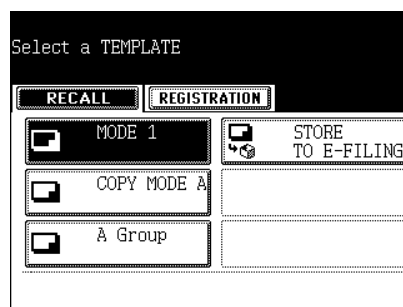 Select a TEMPLATE
RECALL REGISTRATION
MODE 1
STORE
TO E-FILING
COPY MODE A
A Group